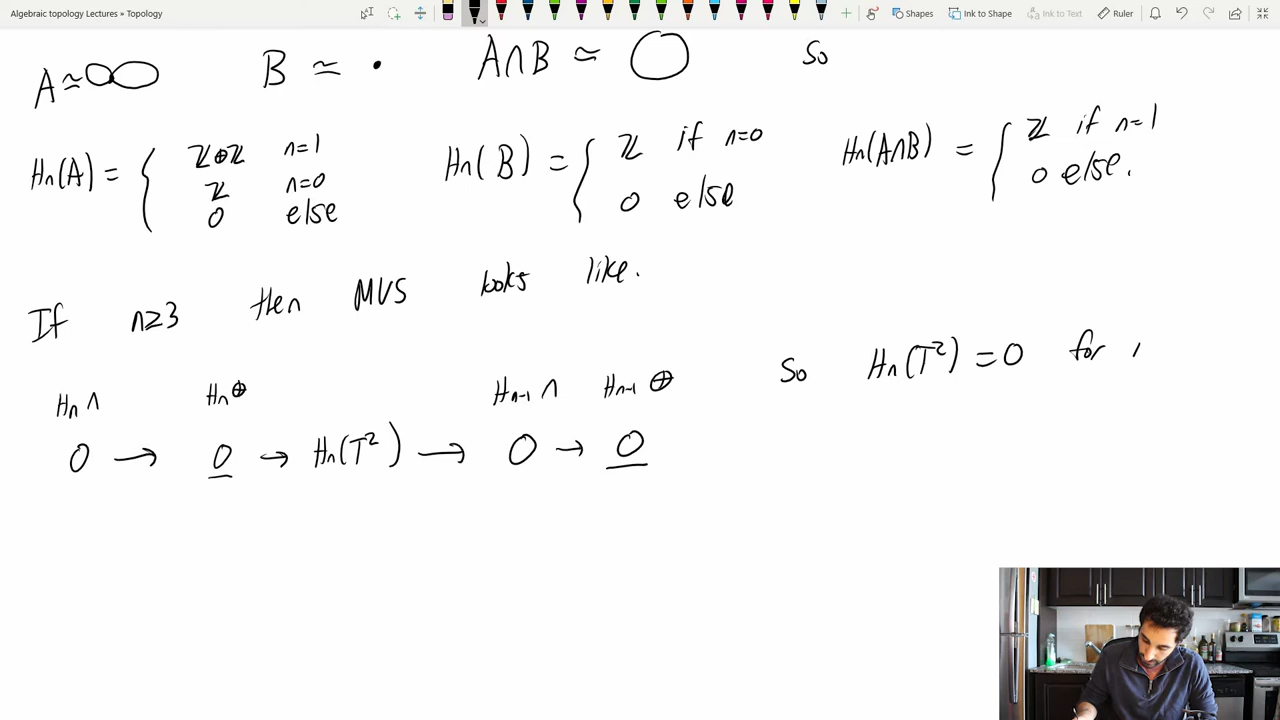 Algebraic topology Lectures = Topology
Shapes Ink to Shape Ink to Text Ruler
A ≃ B ≃ • A∩B ≃ ◯ So
Hn(A) = { ℤ⊕ℤ n=1
ℤ n=0
0 else
Hn(B) = { ℤ if n=0
0 else
Hn(A∩B) = { ℤ if n=1
0 else.
If n≥3 then MVS looks like.
Hn ∩ Hn ⊕ Hn-1 ∩ Hn-1 ⊕
0 → 0 → Hn(T²) → 0 → 0
So Hn(T²) = 0 for